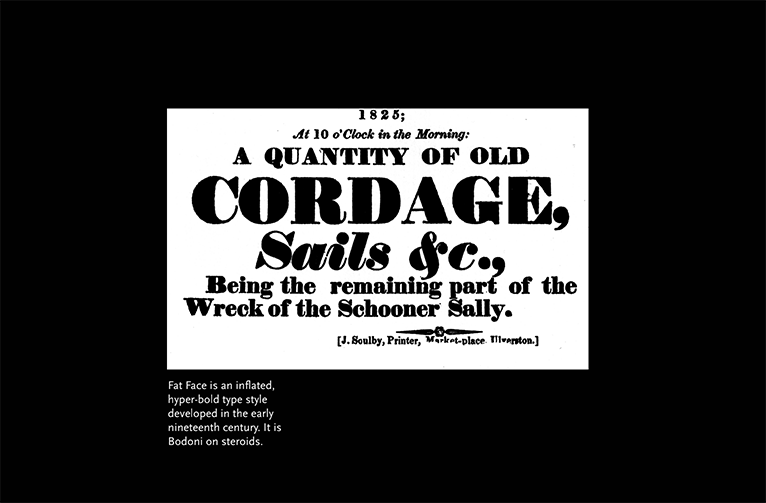 1825;
At 10 o'Clock in the Morning:
A QUANTITY OF OLD
CORDAGE,
Sails &c.,
Being the remaining part of the
Wreck of the Schooner Sally.
[J. Soulby, Printer, Market-place, Ulverston.]
Fat Face is an inflated,
hyper-bold type style
developed in the early
nineteenth century. It is
Bodoni on steroids.